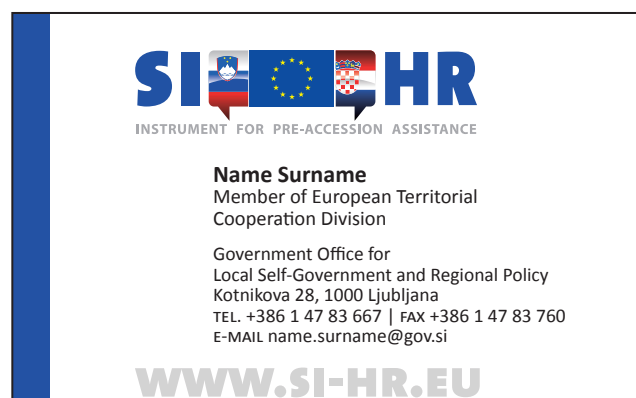 SI HR
INSTRUMENT FOR PRE-ACCESSION ASSISTANCE
Name Surname
Member of European Territorial
Cooperation Division
Government Office for
Local Self-Government and Regional Policy
Kotnikova 28, 1000 Ljubljana
TEL. +386 1 47 83 667 | FAX +386 1 47 83 760
E-MAIL name.surname@gov.si
WWW.SI-HR.EU